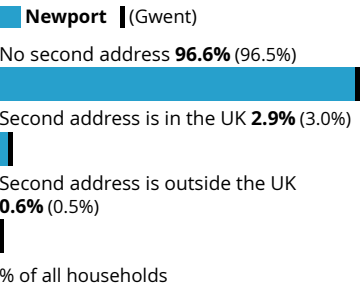 Newport (Gwent)
No second address 96.6% (96.5%)
Second address is in the UK 2.9% (3.0%)
Second address is outside the UK
0.6% (0.5%)
% of all households